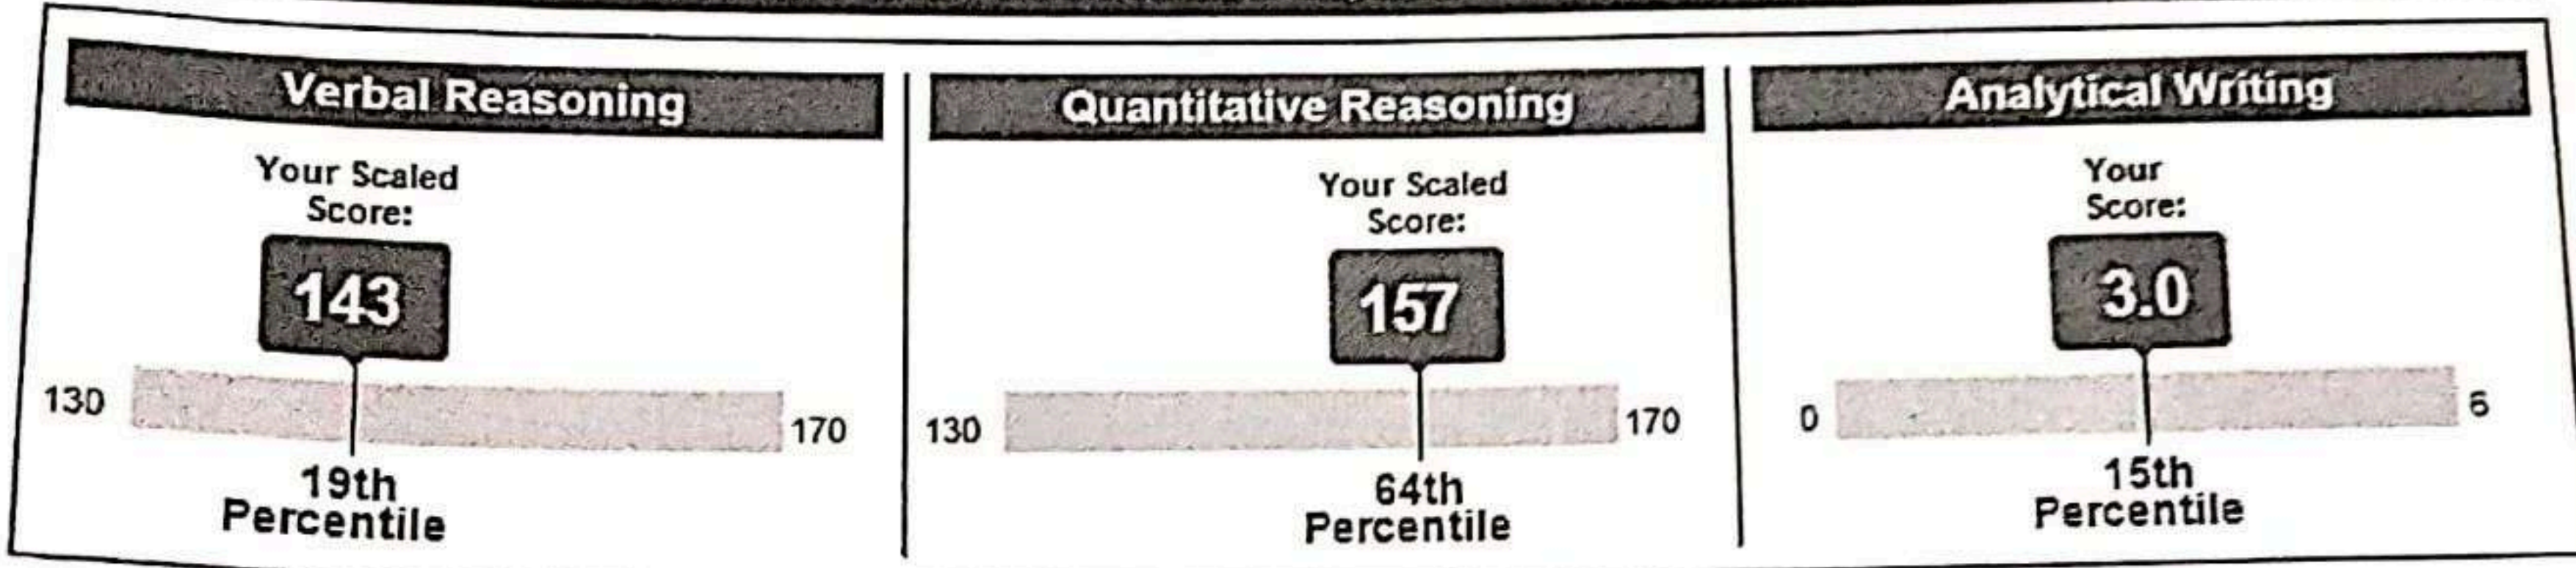 Verbal Reasoning
Your Scaled
Score:
143
130
170
19th
Percentile
Quantitative Reasoning
Your Scaled
Score:
157
130
170
64th
Percentile
Analytical Writing
Your
Score:
3.0
0
6
15th
Percentile